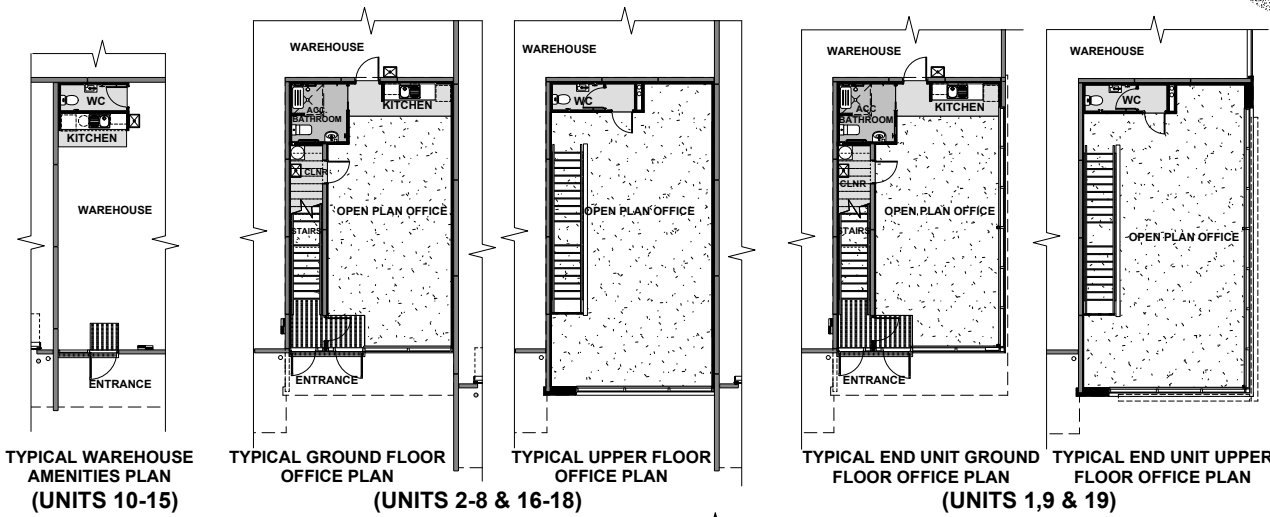 WAREHOUSE
WC
KITCHEN
WAREHOUSE
ENTRANCE
TYPICAL WAREHOUSE
AMENITIES PLAN
(UNITS 10-15)
WAREHOUSE
ACC
BATHROOM
KITCHEN
CLNR
OPEN PLAN OFFICE
STAIRS
ENTRANCE
TYPICAL GROUND FLOOR
OFFICE PLAN
WAREHOUSE
WC
OPEN PLAN OFFICE
TYPICAL UPPER FLOOR
OFFICE PLAN
(UNITS 2-8 & 16-18)
WAREHOUSE
ACC
BATHROOM
KITCHEN
CLNR
OPEN PLAN OFFICE
STAIRS
ENTRANCE
TYPICAL END UNIT GROUND
FLOOR OFFICE PLAN
WC
OPEN PLAN OFFICE
TYPICAL END UNIT UPPER
FLOOR OFFICE PLAN
(UNITS 1,9 & 19)